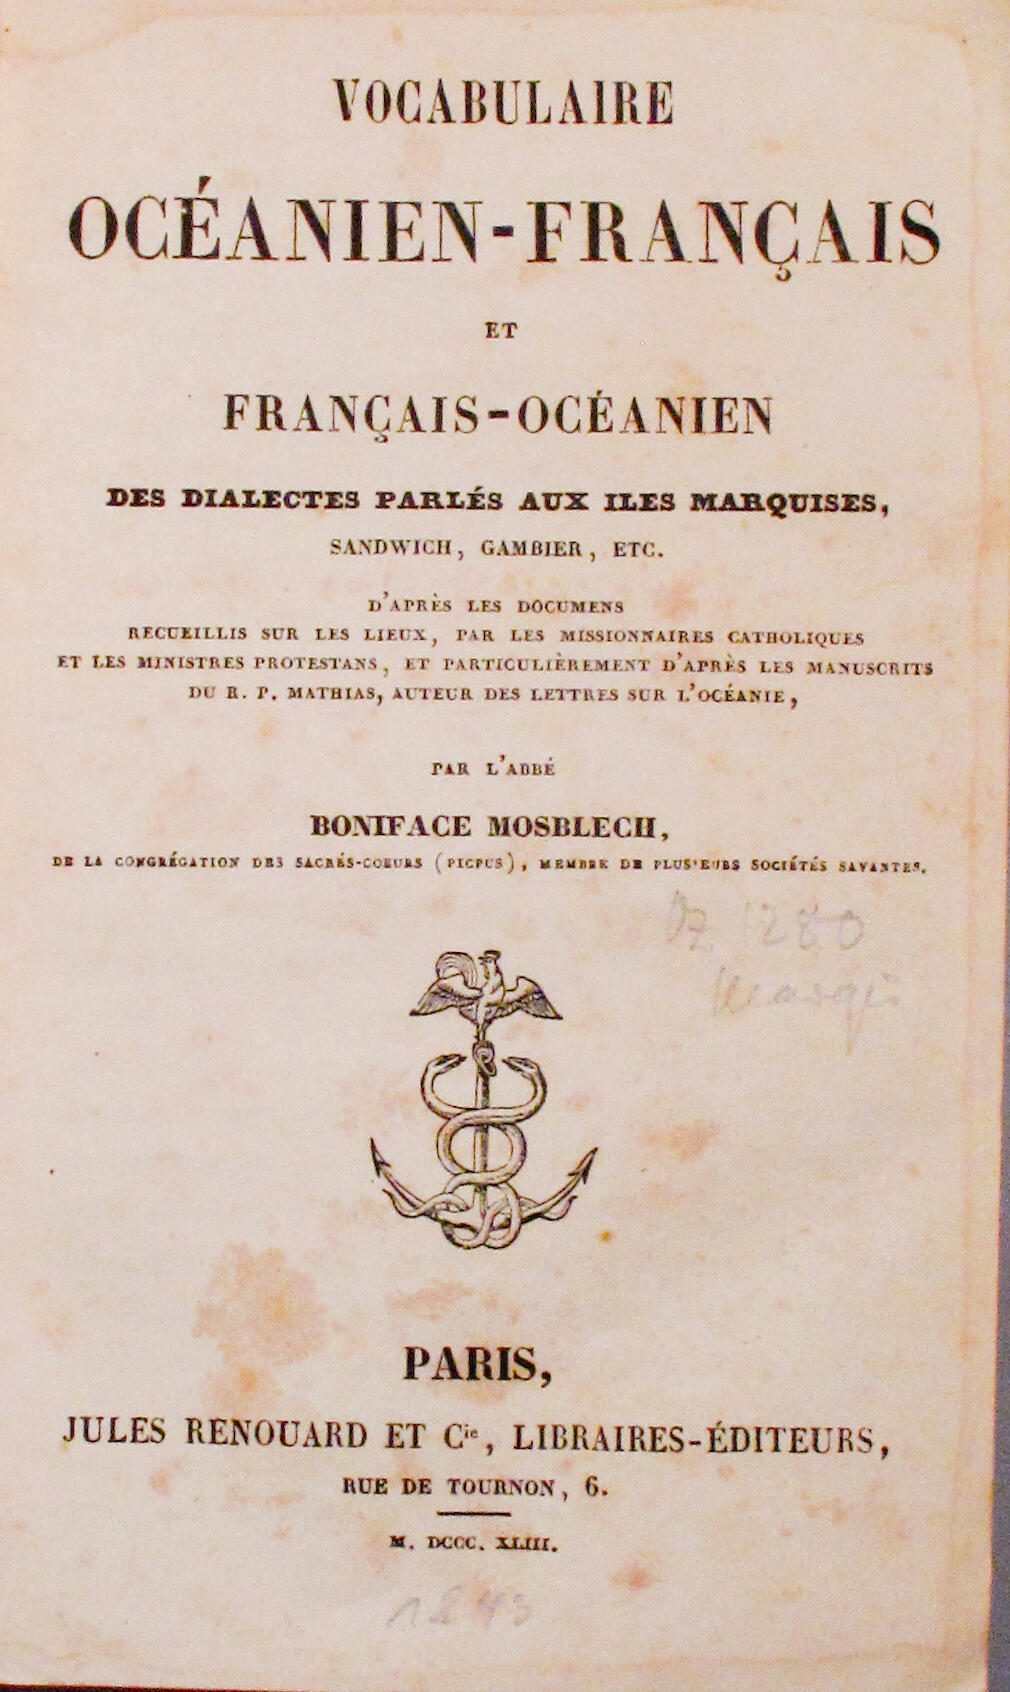 VOCABULAIRE
OCÉANIEN-FRANÇAIS
ET
FRANÇAIS-OCÉANIEN
DES DIALECTES PARLÉS AUX ILES MARQUISES,
SANDWICH, GAMBIER, ETC.
D'APRÈS LES DOCUMENS
RECUEILLIS SUR LES LIEUX, PAR LES MISSIONNAIRES CATHOLIQUES
ET LES MINISTRES PROTESTANS, ET PARTICULIÈREMENT D'APRÈS LES MANUSCRITS
DU R. P. MATHIAS, AUTEUR DES LETTRES SUR L'OCÉANIE,
PAR L'ABBÉ
BONIFACE MOSBLECH,
DE LA CONGRÉGATION DES SACRÉS-COEURS (PICPUS), MEMBRE DE PLUSIEURS SOCIÉTÉS SAVANTES.
1280
PARIS,
JULES RENOUARD ET Cie, LIBRAIRES-ÉDITEURS,
RUE DE TOURNON, 6.
M. DCCC. XLIII.
1843